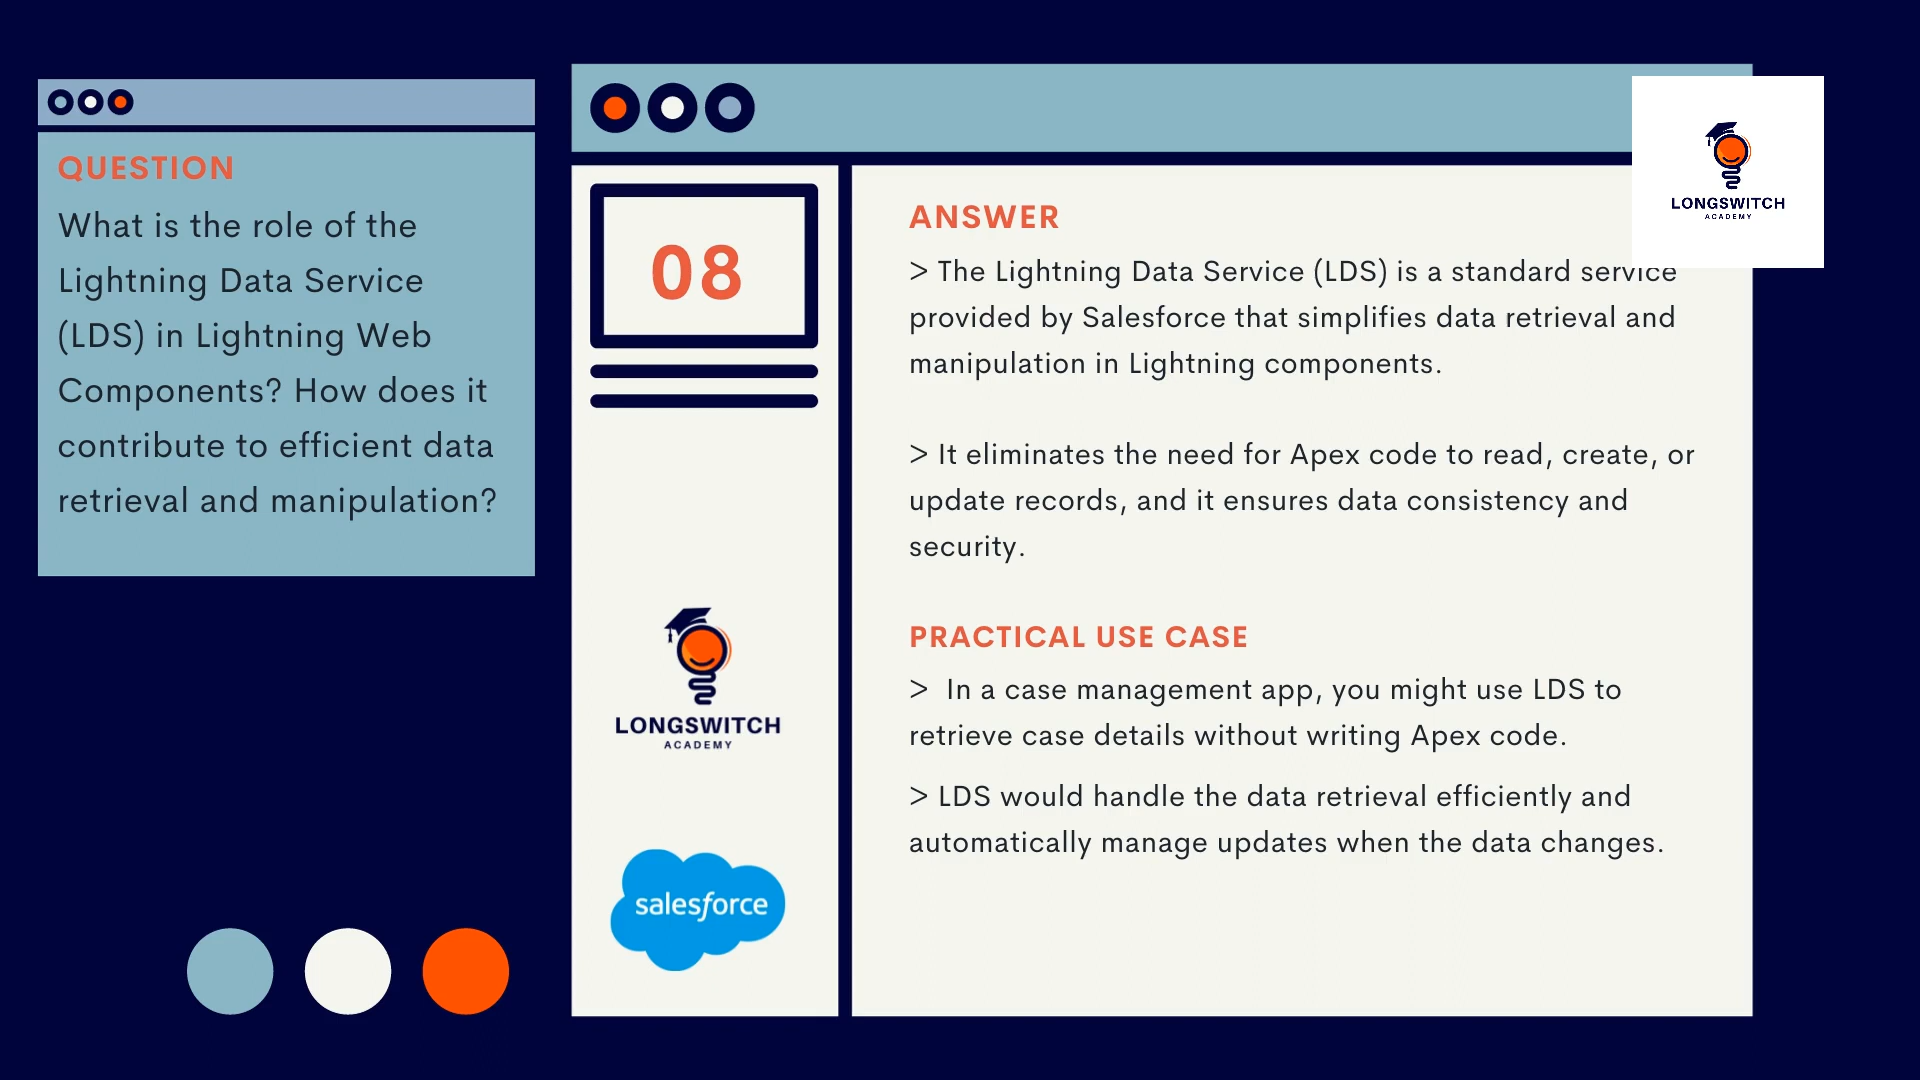 QUESTION
What is the role of the
Lightning Data Service
(LDS) in Lightning Web
Components? How does it
contribute to efficient data
retrieval and manipulation?
08
LONGSWITCH
ACADEMY
salesforce
LONGSWITCH
ACADEMY
ANSWER
> The Lightning Data Service (LDS) is a standard service
provided by Salesforce that simplifies data retrieval and
manipulation in Lightning components.
> It eliminates the need for Apex code to read, create, or
update records, and it ensures data consistency and
security.
PRACTICAL USE CASE
> In a case management app, you might use LDS to
retrieve case details without writing Apex code.
> LDS would handle the data retrieval efficiently and
automatically manage updates when the data changes.